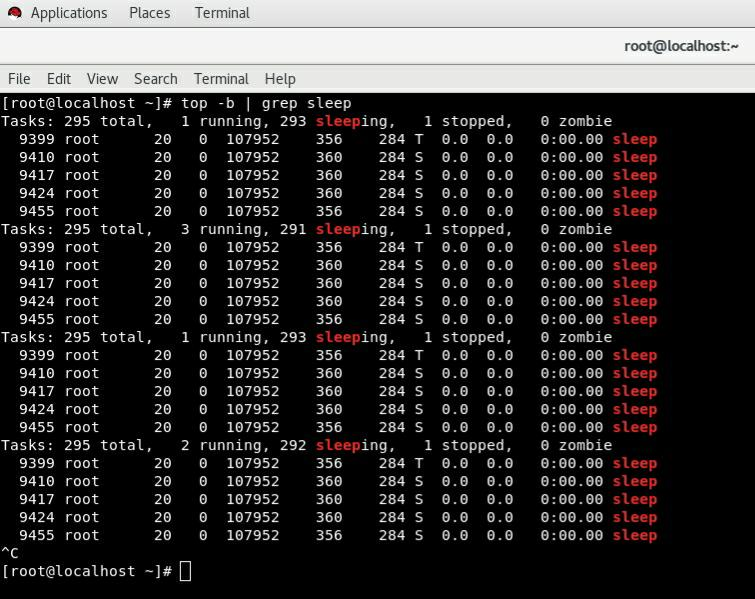 Applications Places Terminal
root@localhost:~
File Edit View Search Terminal Help
[root@localhost ~]# top -b | grep sleep
Tasks: 295 total,   1 running, 293 sleeping,   1 stopped,   0 zombie
  9399 root      20   0  107952    356    284 T  0.0  0.0   0:00.00 sleep
  9410 root      20   0  107952    360    284 S  0.0  0.0   0:00.00 sleep
  9417 root      20   0  107952    360    284 S  0.0  0.0   0:00.00 sleep
  9424 root      20   0  107952    360    284 S  0.0  0.0   0:00.00 sleep
  9455 root      20   0  107952    356    284 S  0.0  0.0   0:00.00 sleep
Tasks: 295 total,   3 running, 291 sleeping,   1 stopped,   0 zombie
  9399 root      20   0  107952    356    284 T  0.0  0.0   0:00.00 sleep
  9410 root      20   0  107952    360    284 S  0.0  0.0   0:00.00 sleep
  9417 root      20   0  107952    360    284 S  0.0  0.0   0:00.00 sleep
  9424 root      20   0  107952    360    284 S  0.0  0.0   0:00.00 sleep
  9455 root      20   0  107952    356    284 S  0.0  0.0   0:00.00 sleep
Tasks: 295 total,   1 running, 293 sleeping,   1 stopped,   0 zombie
  9399 root      20   0  107952    356    284 T  0.0  0.0   0:00.00 sleep
  9410 root      20   0  107952    360    284 S  0.0  0.0   0:00.00 sleep
  9417 root      20   0  107952    360    284 S  0.0  0.0   0:00.00 sleep
  9424 root      20   0  107952    360    284 S  0.0  0.0   0:00.00 sleep
  9455 root      20   0  107952    356    284 S  0.0  0.0   0:00.00 sleep
Tasks: 295 total,   2 running, 292 sleeping,   1 stopped,   0 zombie
  9399 root      20   0  107952    356    284 T  0.0  0.0   0:00.00 sleep
  9410 root      20   0  107952    360    284 S  0.0  0.0   0:00.00 sleep
  9417 root      20   0  107952    360    284 S  0.0  0.0   0:00.00 sleep
  9424 root      20   0  107952    360    284 S  0.0  0.0   0:00.00 sleep
  9455 root      20   0  107952    356    284 S  0.0  0.0   0:00.00 sleep
^C
[root@localhost ~]#